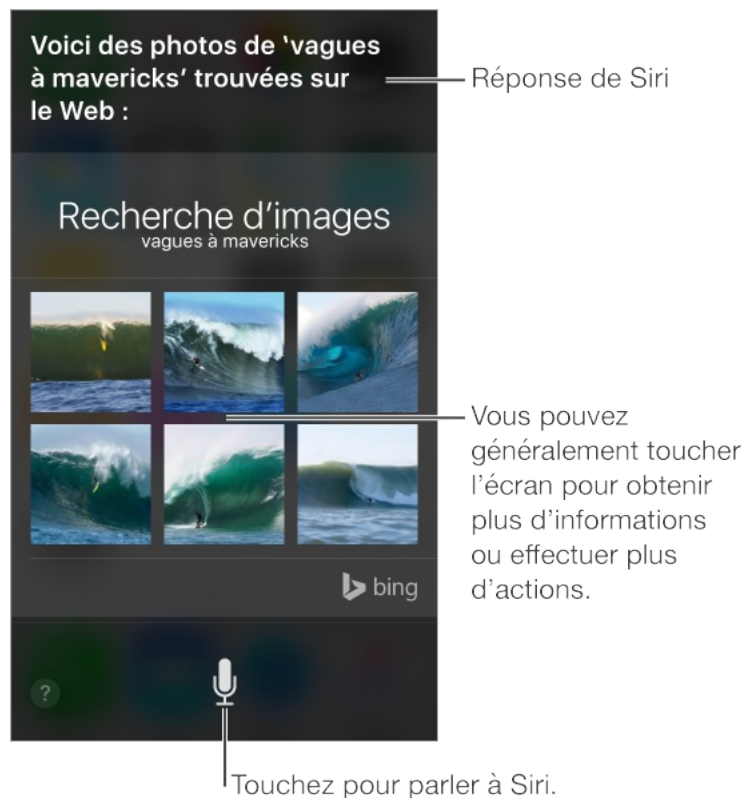 Voici des photos de ‘vagues
à mavericks’ trouvées sur
le Web :
Réponse de Siri
Recherche d’images
vagues à mavericks
Vous pouvez
généralement toucher
l’écran pour obtenir
plus d’informations
ou effectuer plus
d’actions.
bing
?
Touchez pour parler à Siri.